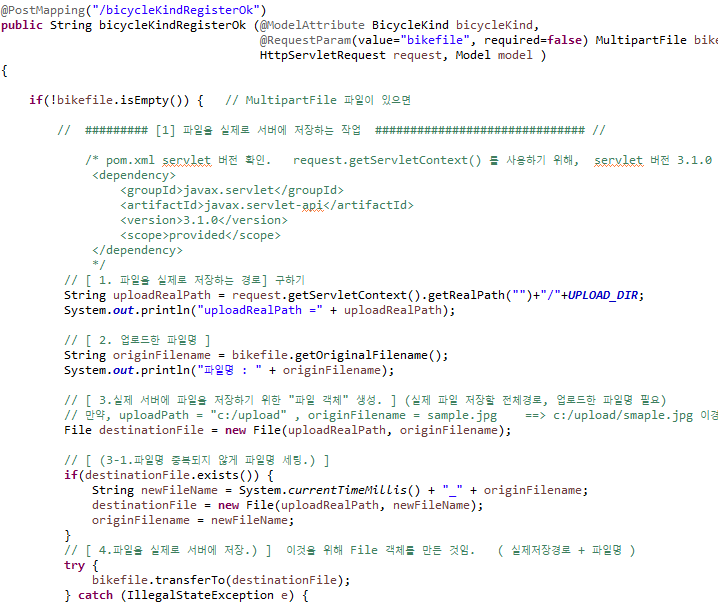 @PostMapping("/bicycleKindRegisterOk")
public String bicycleKindRegisterOk (@ModelAttribute BicycleKind bicycleKind,
@RequestParam(value="bikefile", required=false) MultipartFile bike
HttpServletRequest request, Model model )
{
if(!bikefile.isEmpty()) { // MultipartFile 파일이 있으면
// ######### [1] 파일을 실제로 서버에 저장하는 작업 ############################## //
/* pom.xml servlet 버전 확인. request.getServletContext() 를 사용하기 위해, servlet 버전 3.1.0
<dependency>
<groupId>javax.servlet</groupId>
<artifactId>javax.servlet-api</artifactId>
<version>3.1.0</version>
<scope>provided</scope>
</dependency>
*/
// [ 1. 파일을 실제로 저장하는 경로] 구하기
String uploadRealPath = request.getServletContext().getRealPath("")+"/"+UPLOAD_DIR;
System.out.println("uploadRealPath =" + uploadRealPath);
// [ 2. 업로드한 파일명 ]
String originFilename = bikefile.getOriginalFilename();
System.out.println("파일명 : " + originFilename);
// [ 3.실제 서버에 파일을 저장하기 위한 "파일 객체" 생성. ] (실제 파일 저장할 전체경로, 업로드한 파일명 필요)
// 만약, uploadPath = "c:/upload" , originFilename = sample.jpg ==> c:/upload/smaple.jpg 이경
File destinationFile = new File(uploadRealPath, originFilename);
// [ (3-1.파일명 중복되지 않게 파일명 세팅.) ]
if(destinationFile.exists()) {
String newFileName = System.currentTimeMillis() + "_" + originFilename;
destinationFile = new File(uploadRealPath, newFileName);
originFilename = newFileName;
}
// [ 4.파일을 실제로 서버에 저장.) ] 이것을 위해 File 객체를 만든 것임. ( 실제저장경로 + 파일명 )
try {
bikefile.transferTo(destinationFile);
} catch (IllegalStateException e) {